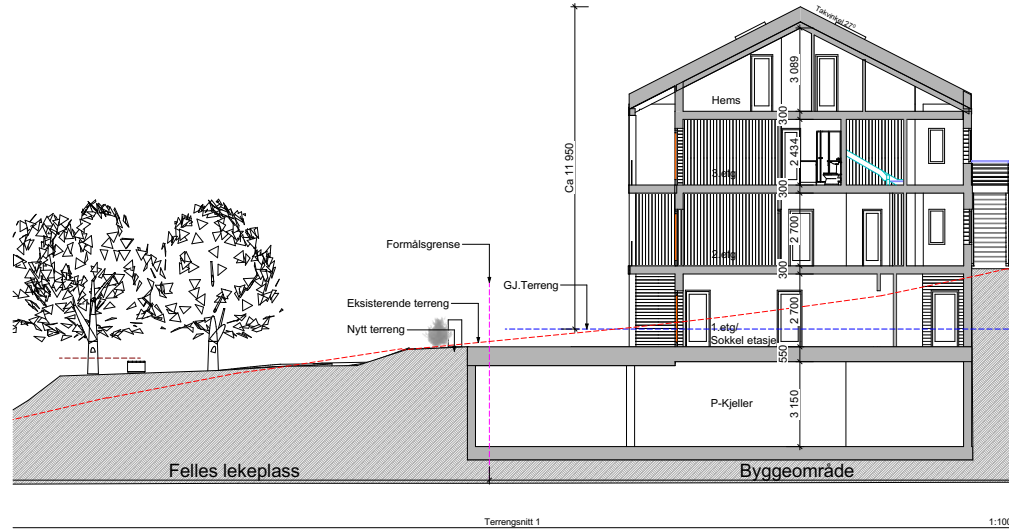 Takvinkel 27°
3 089
Hems
300
Ca 11 950
2 434
3.etg
300
Formålsgrense
2 700
2.etg
300
GJ.Terreng
Eksisterende terreng
Nytt terreng
2 700
1.etg/
Sokkel etasje
550
P-Kjeller
3 150
Felles lekeplass
Byggeområde
Terrengsnitt 1
1:100